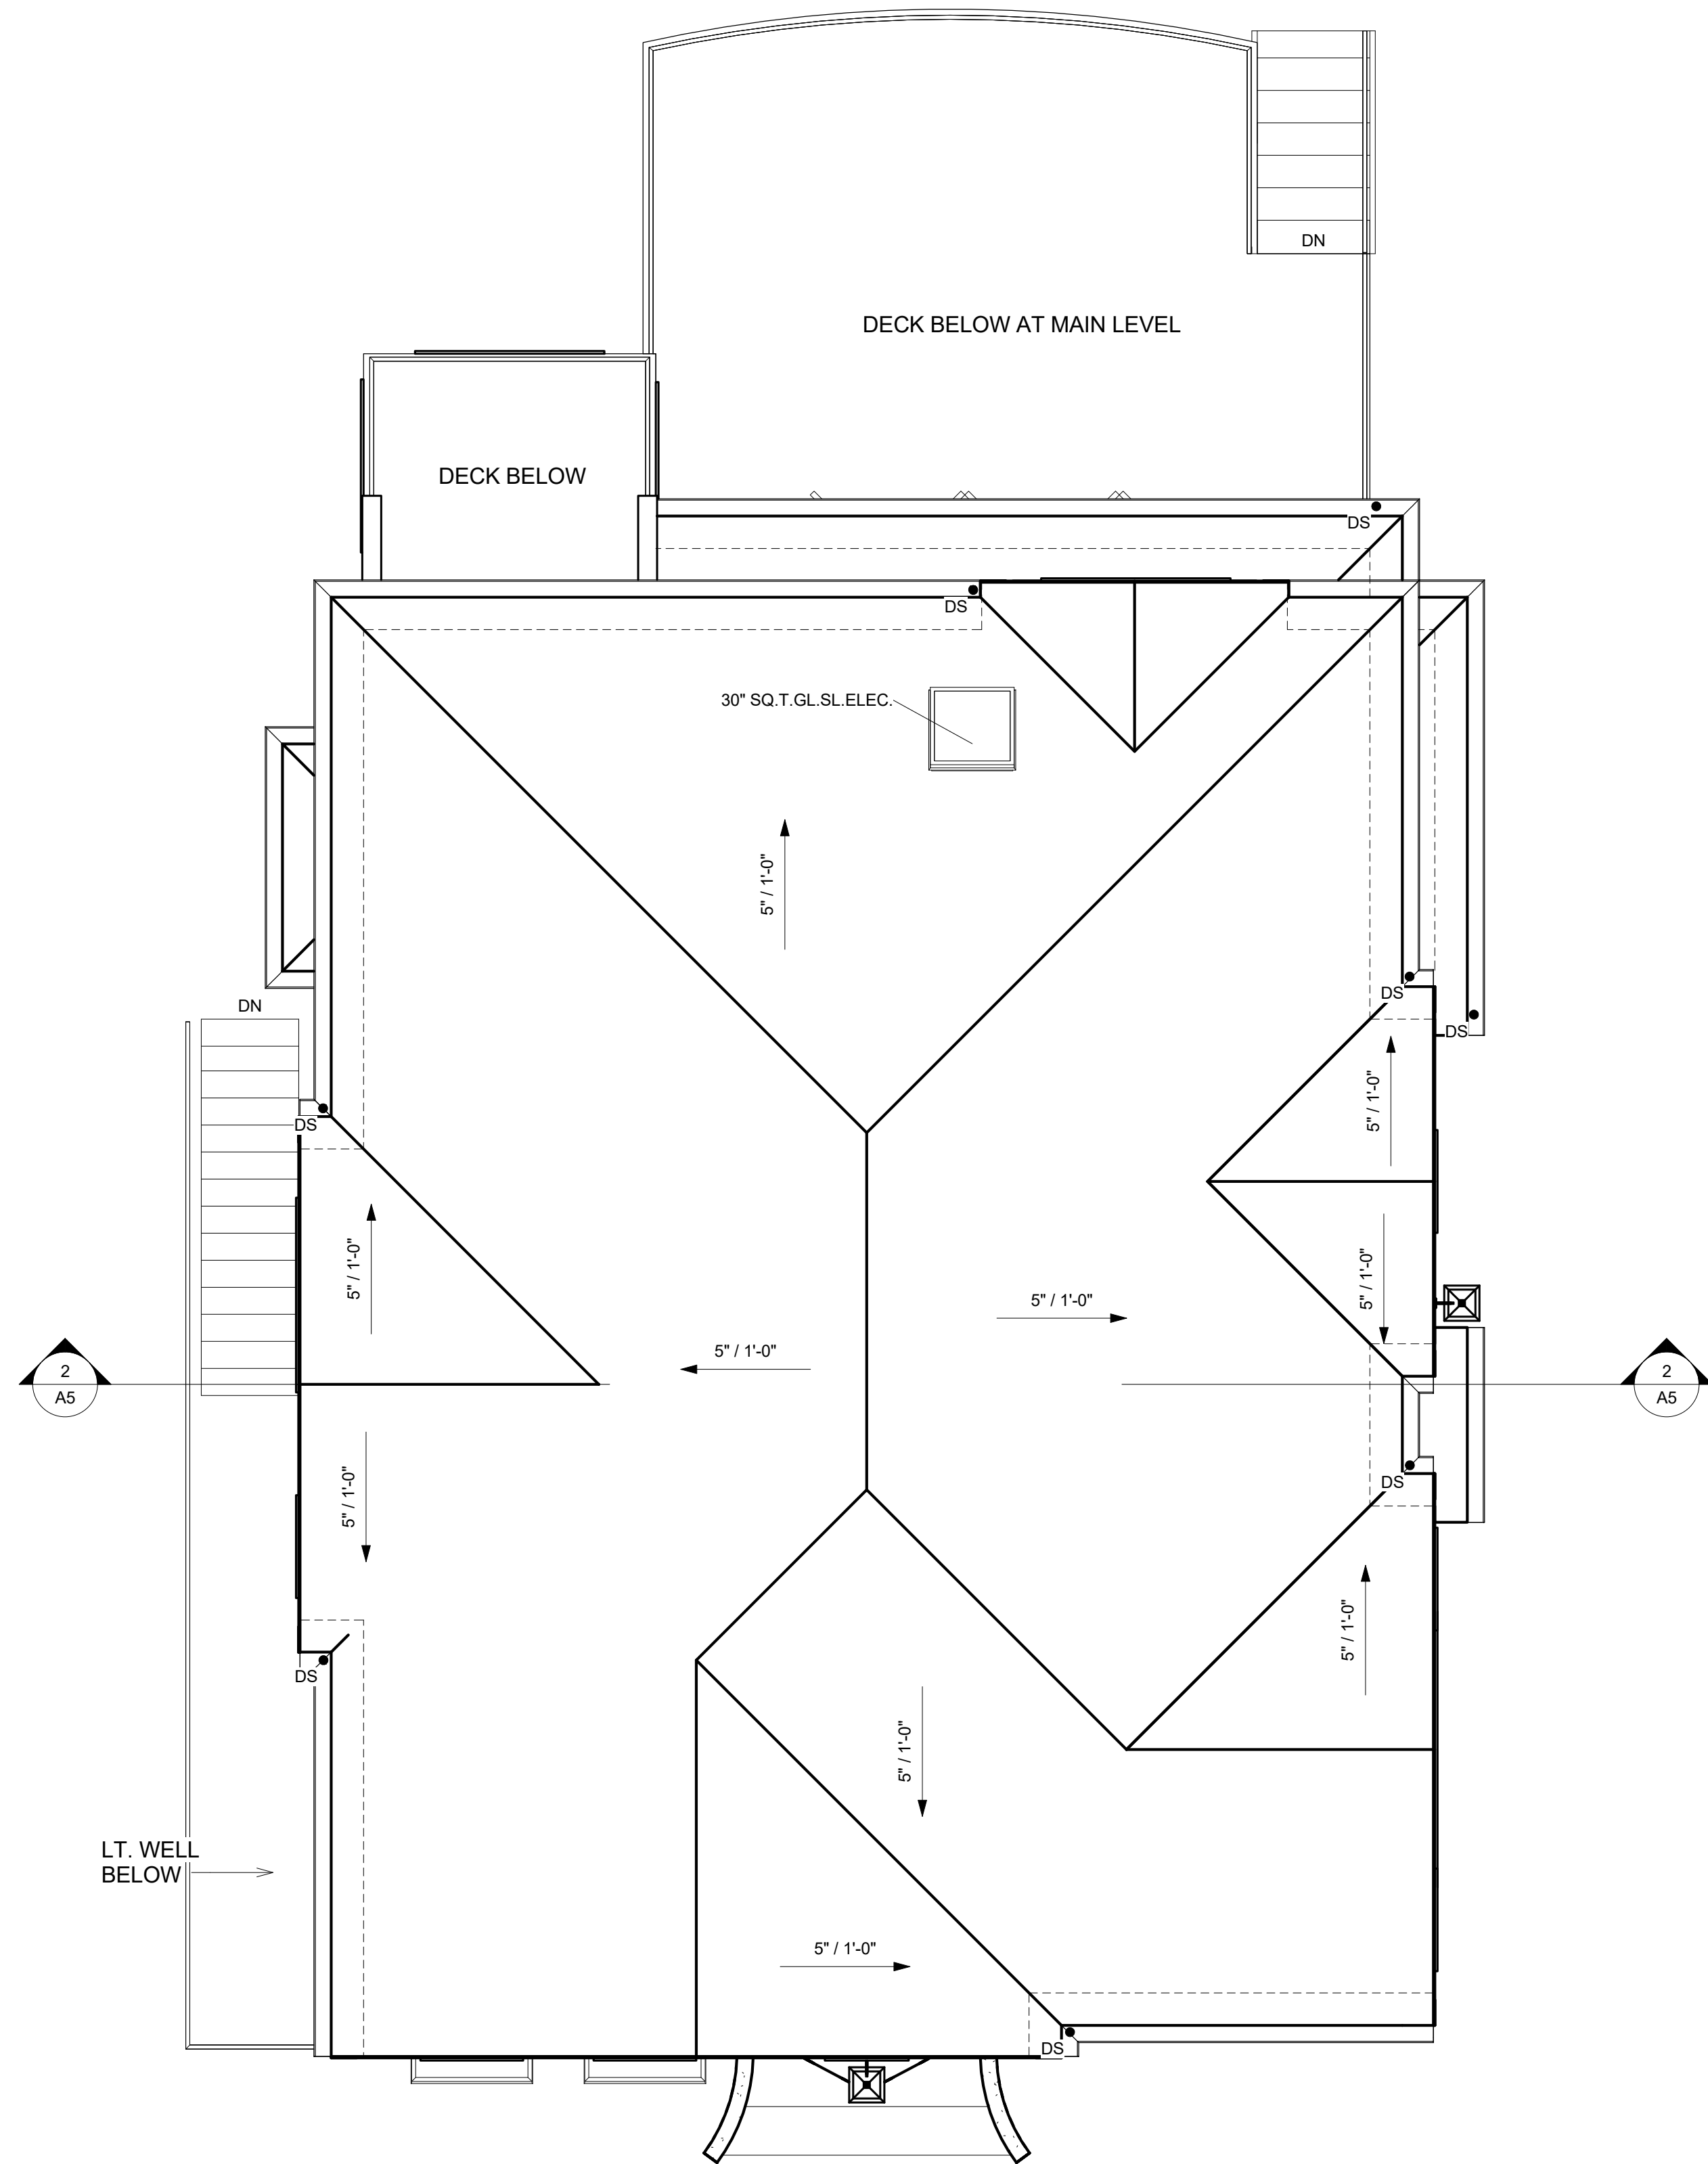 DN
DECK BELOW AT MAIN LEVEL
DECK BELOW
DS
DS
30" SQ.T.GL.SL.ELEC.
5" / 1'-0"
DS
DN
DS
5" / 1'-0"
DS
5" / 1'-0"
5" / 1'-0"
5" / 1'-0"
5" / 1'-0"
2
A5
2
A5
5" / 1'-0"
DS
5" / 1'-0"
DS
5" / 1'-0"
LT. WELL
BELOW
5" / 1'-0"
DS